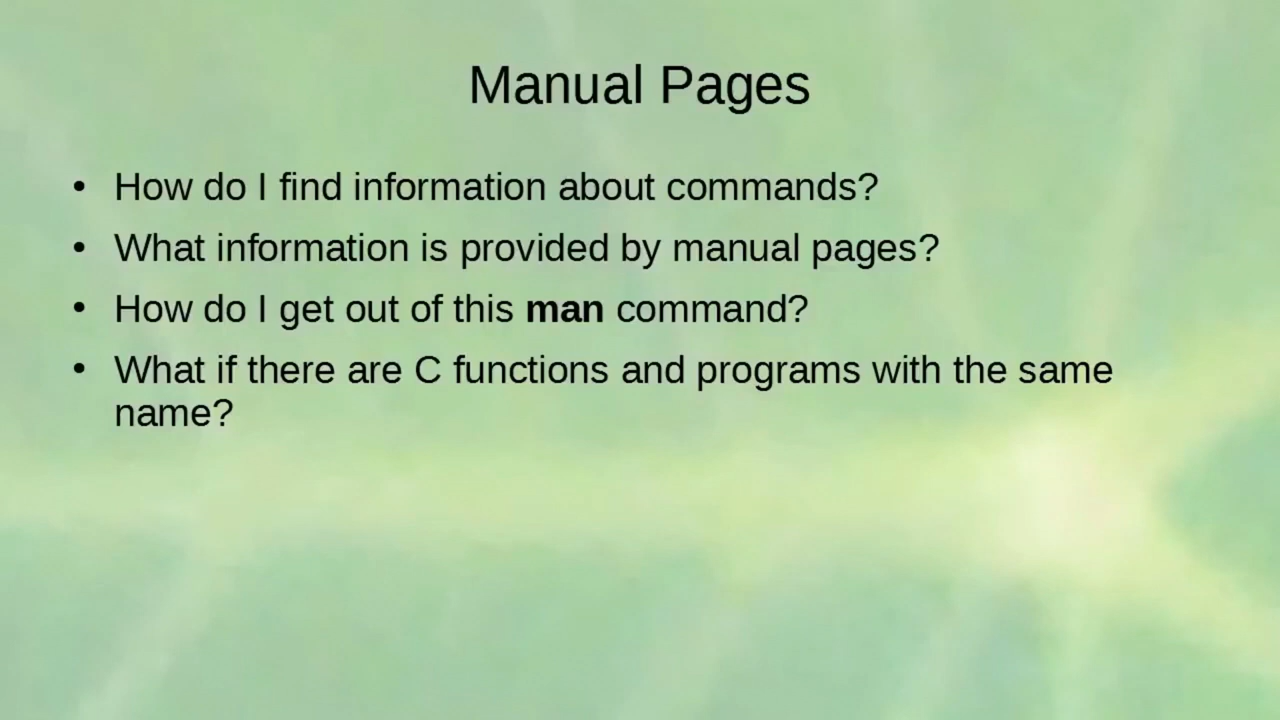 Manual Pages
• How do I find information about commands?
• What information is provided by manual pages?
• How do I get out of this man command?
• What if there are C functions and programs with the same
name?